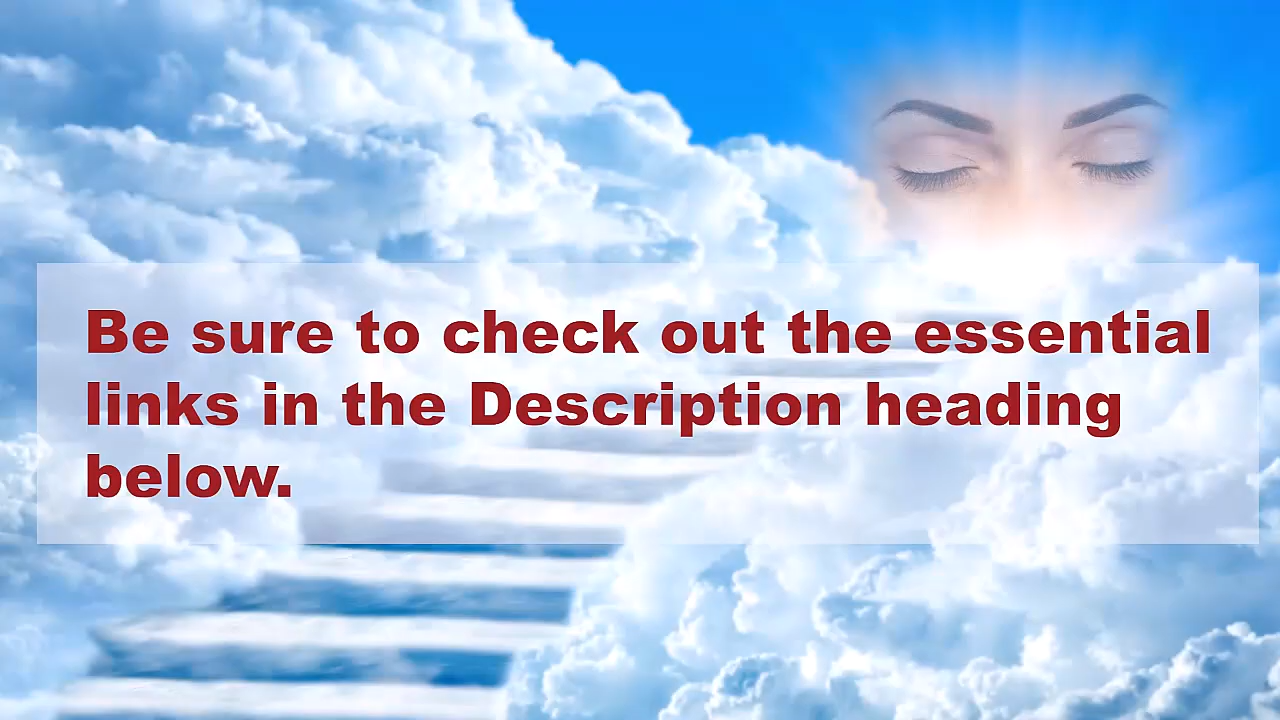 Be sure to check out the essential
links in the Description heading
below.